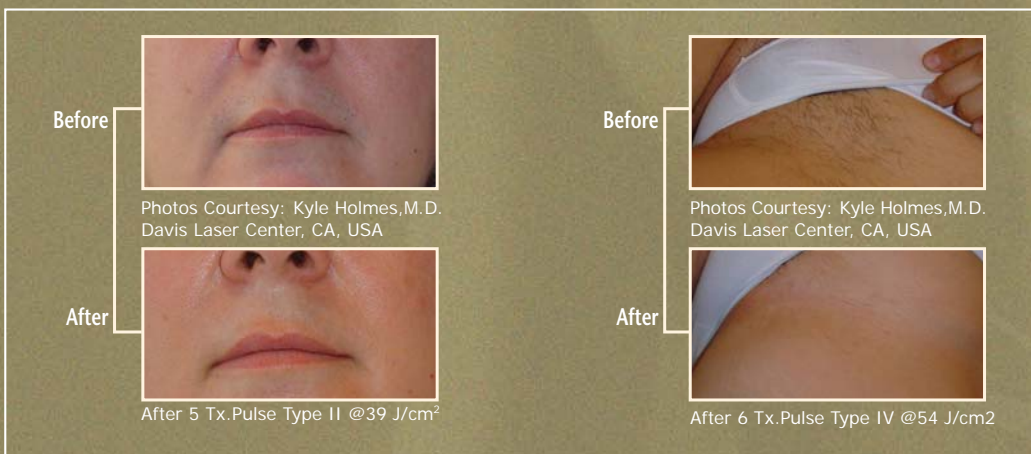 Before
Photos Courtesy: Kyle Holmes,M.D.
Davis Laser Center, CA, USA
After
After 5 Tx.Pulse Type II @39 J/cm²
Before
Photos Courtesy: Kyle Holmes,M.D.
Davis Laser Center, CA, USA
After
After 6 Tx.Pulse Type IV @54 J/cm2